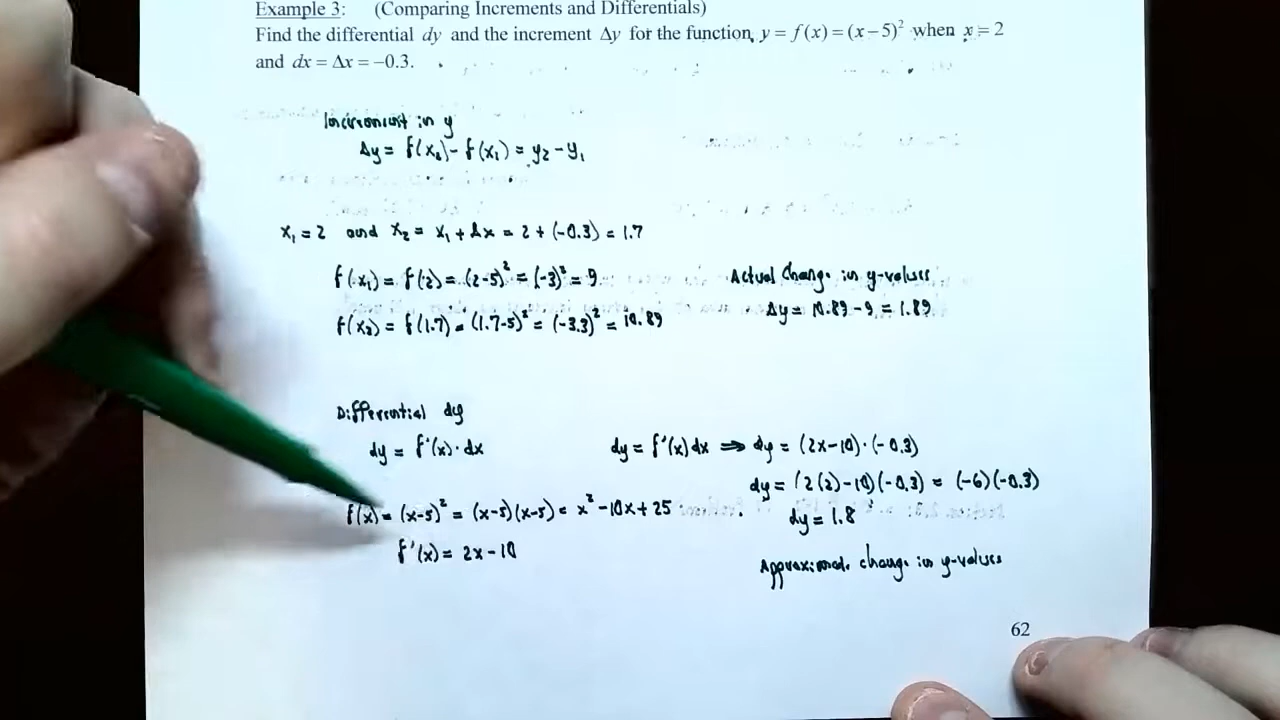 Example 3: (Comparing Increments and Differentials)
Find the differential dy and the increment Δy for the function, y = f(x) = (x−5)² when x = 2
and dx = Δx = −0.3.
Increment in y
Δy = f(x₂) − f(x₁) = y₂ − y₁
x₁ = 2 and x₂ = x₁ + Δx = 2 + (−0.3) = 1.7
f(x₁) = f(2) = (2−5)² = (−3)² = 9
Actual change in y-values
f(x₂) = f(1.7) = (1.7−5)² = (−3.3)² = 10.89
Δy = 10.89 − 9 = 1.89
Differential dy
dy = f'(x)·dx
dy = f'(x)dx ⇒ dy = (2x−10)·(−0.3)
dy = (2(2)−10)(−0.3) = (−6)(−0.3)
f(x) = (x−5)² = (x−5)(x−5) = x² − 10x + 25
dy = 1.8
f'(x) = 2x − 10
Approximate change in y-values
62